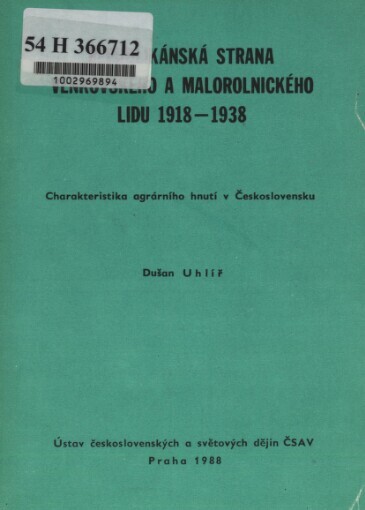 54 H 366712
1002969894
KÁNSKÁ STRANA
VENKOVSKÉHO A MALOROLNICKÉHO
LIDU 1918—1938
Charakteristika agrárního hnutí v Československu
Dušan Uhlíř
Ústav československých a světových dějin ČSAV
Praha 1988